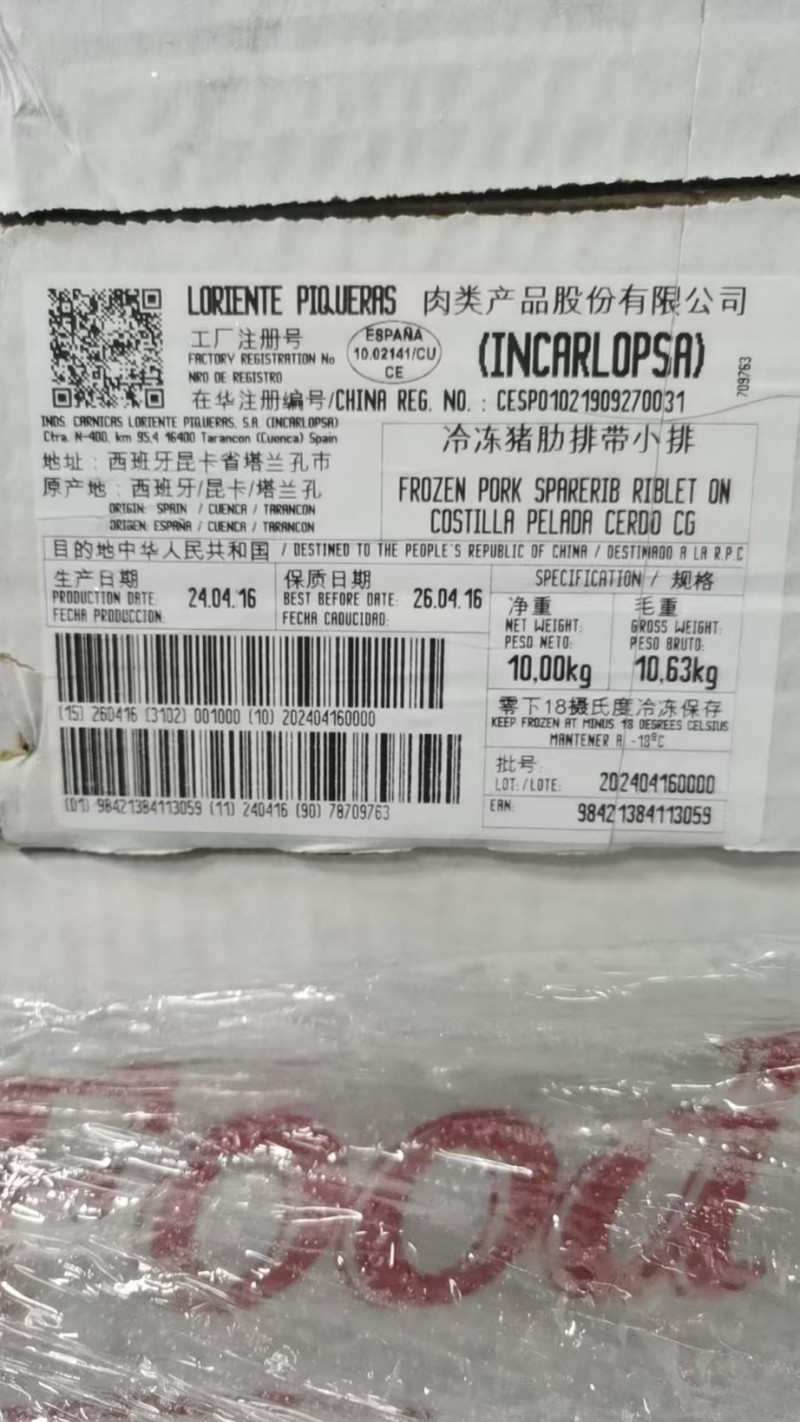 LORIENTE PIQUERAS 肉类产品股份有限公司
工厂注册号
FACTORY REGISTRATION No
NRO DE REGISTRO
ESPAÑA
10.02141/CU
CE
(INCARLOPSA)
709763
在华注册编号/CHINA REG. NO. : CESP01021909270031
INDS. CARNICAS LORIENTE PIQUERAS, S.A. (INCARLOPSA)
Ctra. N-400, km 95.4 16400 Tarancon (Cuenca) Spain
地址 : 西班牙昆卡省塔兰孔市
原产地 : 西班牙/昆卡/塔兰孔
ORIGIN: SPAIN / CUENCA / TARANCON
ORIGEN: ESPAÑA / CUENCA / TARANCON
冷冻猪肋排带小排
FROZEN PORK SPARERIB RIBLET ON
COSTILLA PELADA CERDO CG
目的地中华人民共和国 / DESTINED TO THE PEOPLE'S REPUBLIC OF CHINA / DESTINADO A LA R.P.C
生产日期
PRODUCTION DATE: 24.04.16
FECHA PRODUCCION:
保质日期
BEST BEFORE DATE: 26.04.16
FECHA CADUCIDAD:
SPECIFICATION / 规格
净重
NET WEIGHT:
PESO NETO:
10,00kg
毛重
GROSS WEIGHT:
PESO BRUTO:
10,63kg
(15) 260416 (3102) 001000 (10) 202404160000
零下18摄氏度冷冻保存
KEEP FROZEN AT MINUS 18 DEGREES CELSIUS
MANTENER A -18ºC
批号:
LOT:/LOTE: 202404160000
EAN: 98421384113059
(01) 98421384113059 (11) 240416 (90) 78709763
Food